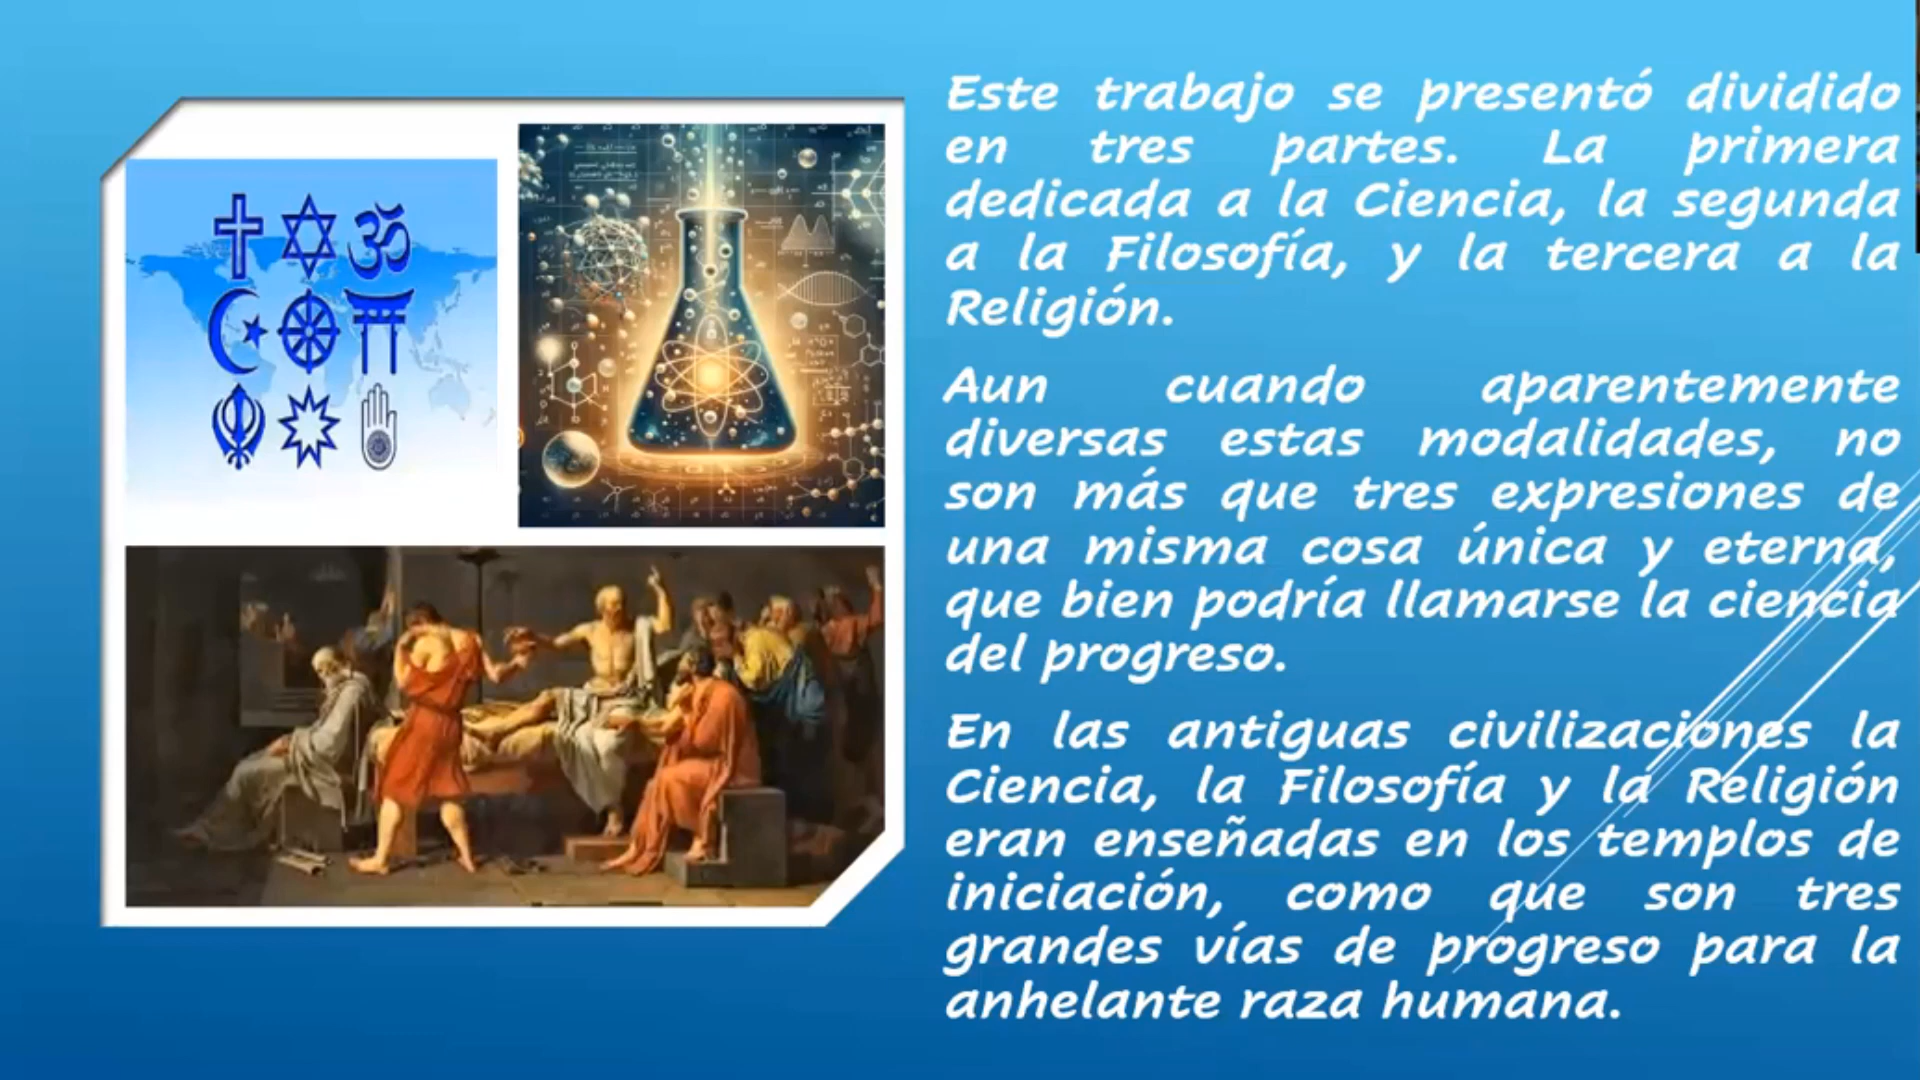 Este trabajo se presentó dividido
en tres partes. La primera
dedicada a la Ciencia, la segunda
a la Filosofía, y la tercera a la
Religión.
Aun cuando aparentemente
diversas estas modalidades, no
son más que tres expresiones de
una misma cosa única y eterna,
que bien podría llamarse la ciencia
del progreso.
En las antiguas civilizaciones la
Ciencia, la Filosofía y la Religión
eran enseñadas en los templos de
iniciación, como que son tres
grandes vías de progreso para la
anhelante raza humana.